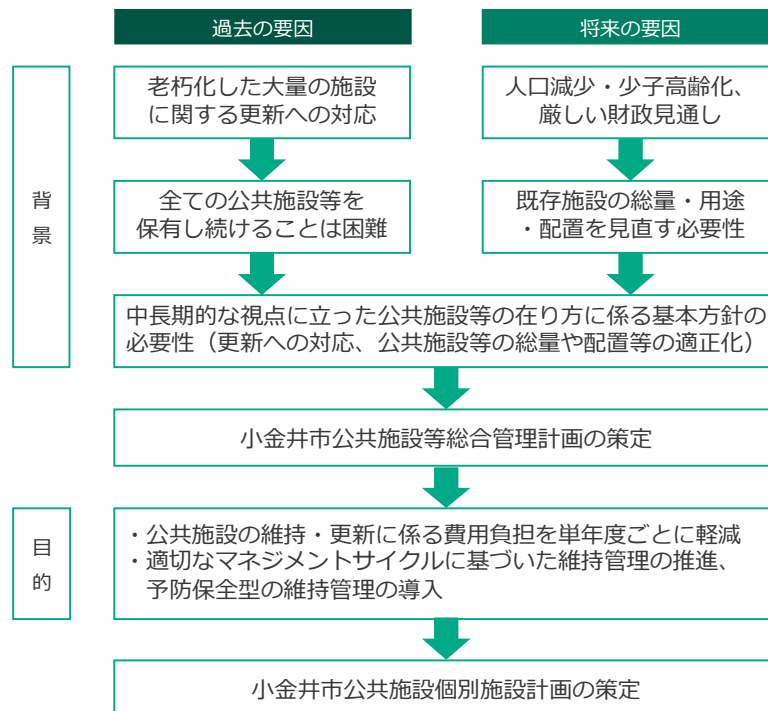 過去の要因
将来の要因
背
景
老朽化した大量の施設
に関する更新への対応
人口減少・少子高齢化、
厳しい財政見通し
全ての公共施設等を
保有し続けることは困難
既存施設の総量・用途
・配置を見直す必要性
中長期的な視点に立った公共施設等の在り方に係る基本方針の
必要性（更新への対応、公共施設等の総量や配置等の適正化）
小金井市公共施設等総合管理計画の策定
目
的
・公共施設の維持・更新に係る費用負担を単年度ごとに軽減
・適切なマネジメントサイクルに基づいた維持管理の推進、
予防保全型の維持管理の導入
小金井市公共施設個別施設計画の策定